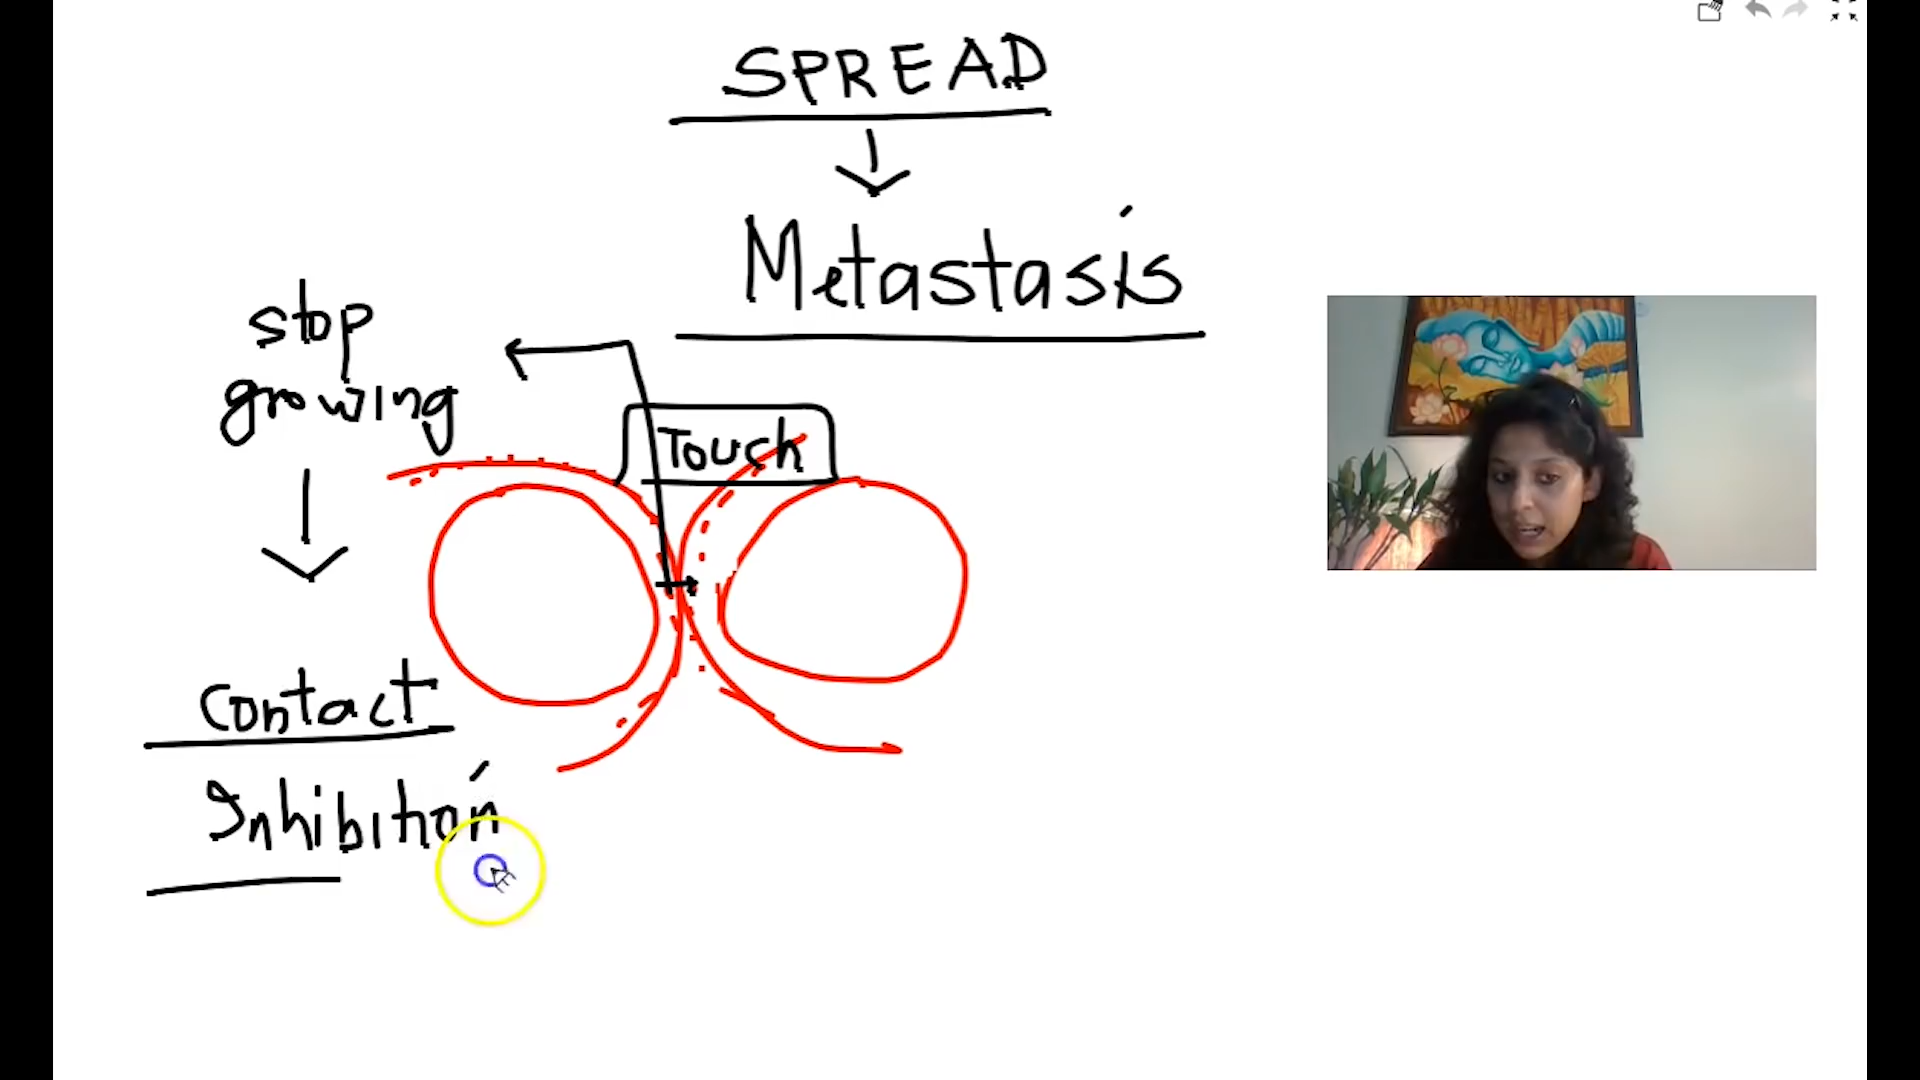 SPREAD
Metastasis
stop
growing
Touch
Contact
Inhibition